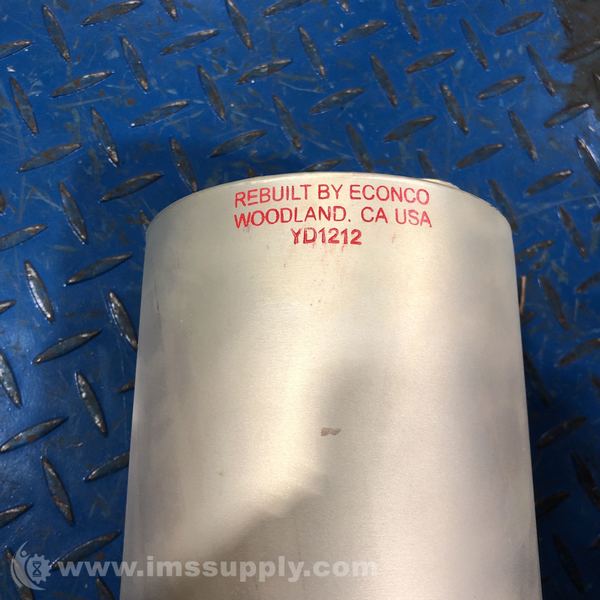 REBUILT BY ECONCO
WOODLAND. CA USA
YD1212
www.imssupply.com